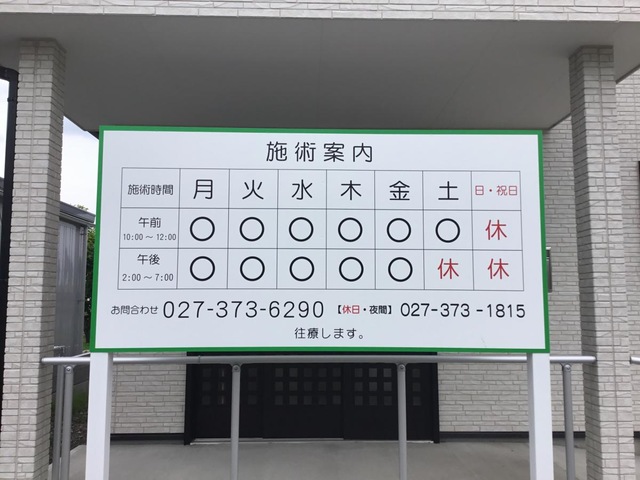 施術案内
施術時間 月 火 水 木 金 土 日・祝日
午前 10:00～12:00 ○ ○ ○ ○ ○ ○ 休
午後 2:00～7:00 ○ ○ ○ ○ ○ 休 休
お問合わせ 027-373-6290 【休日・夜間】 027-373-1815
往療します。